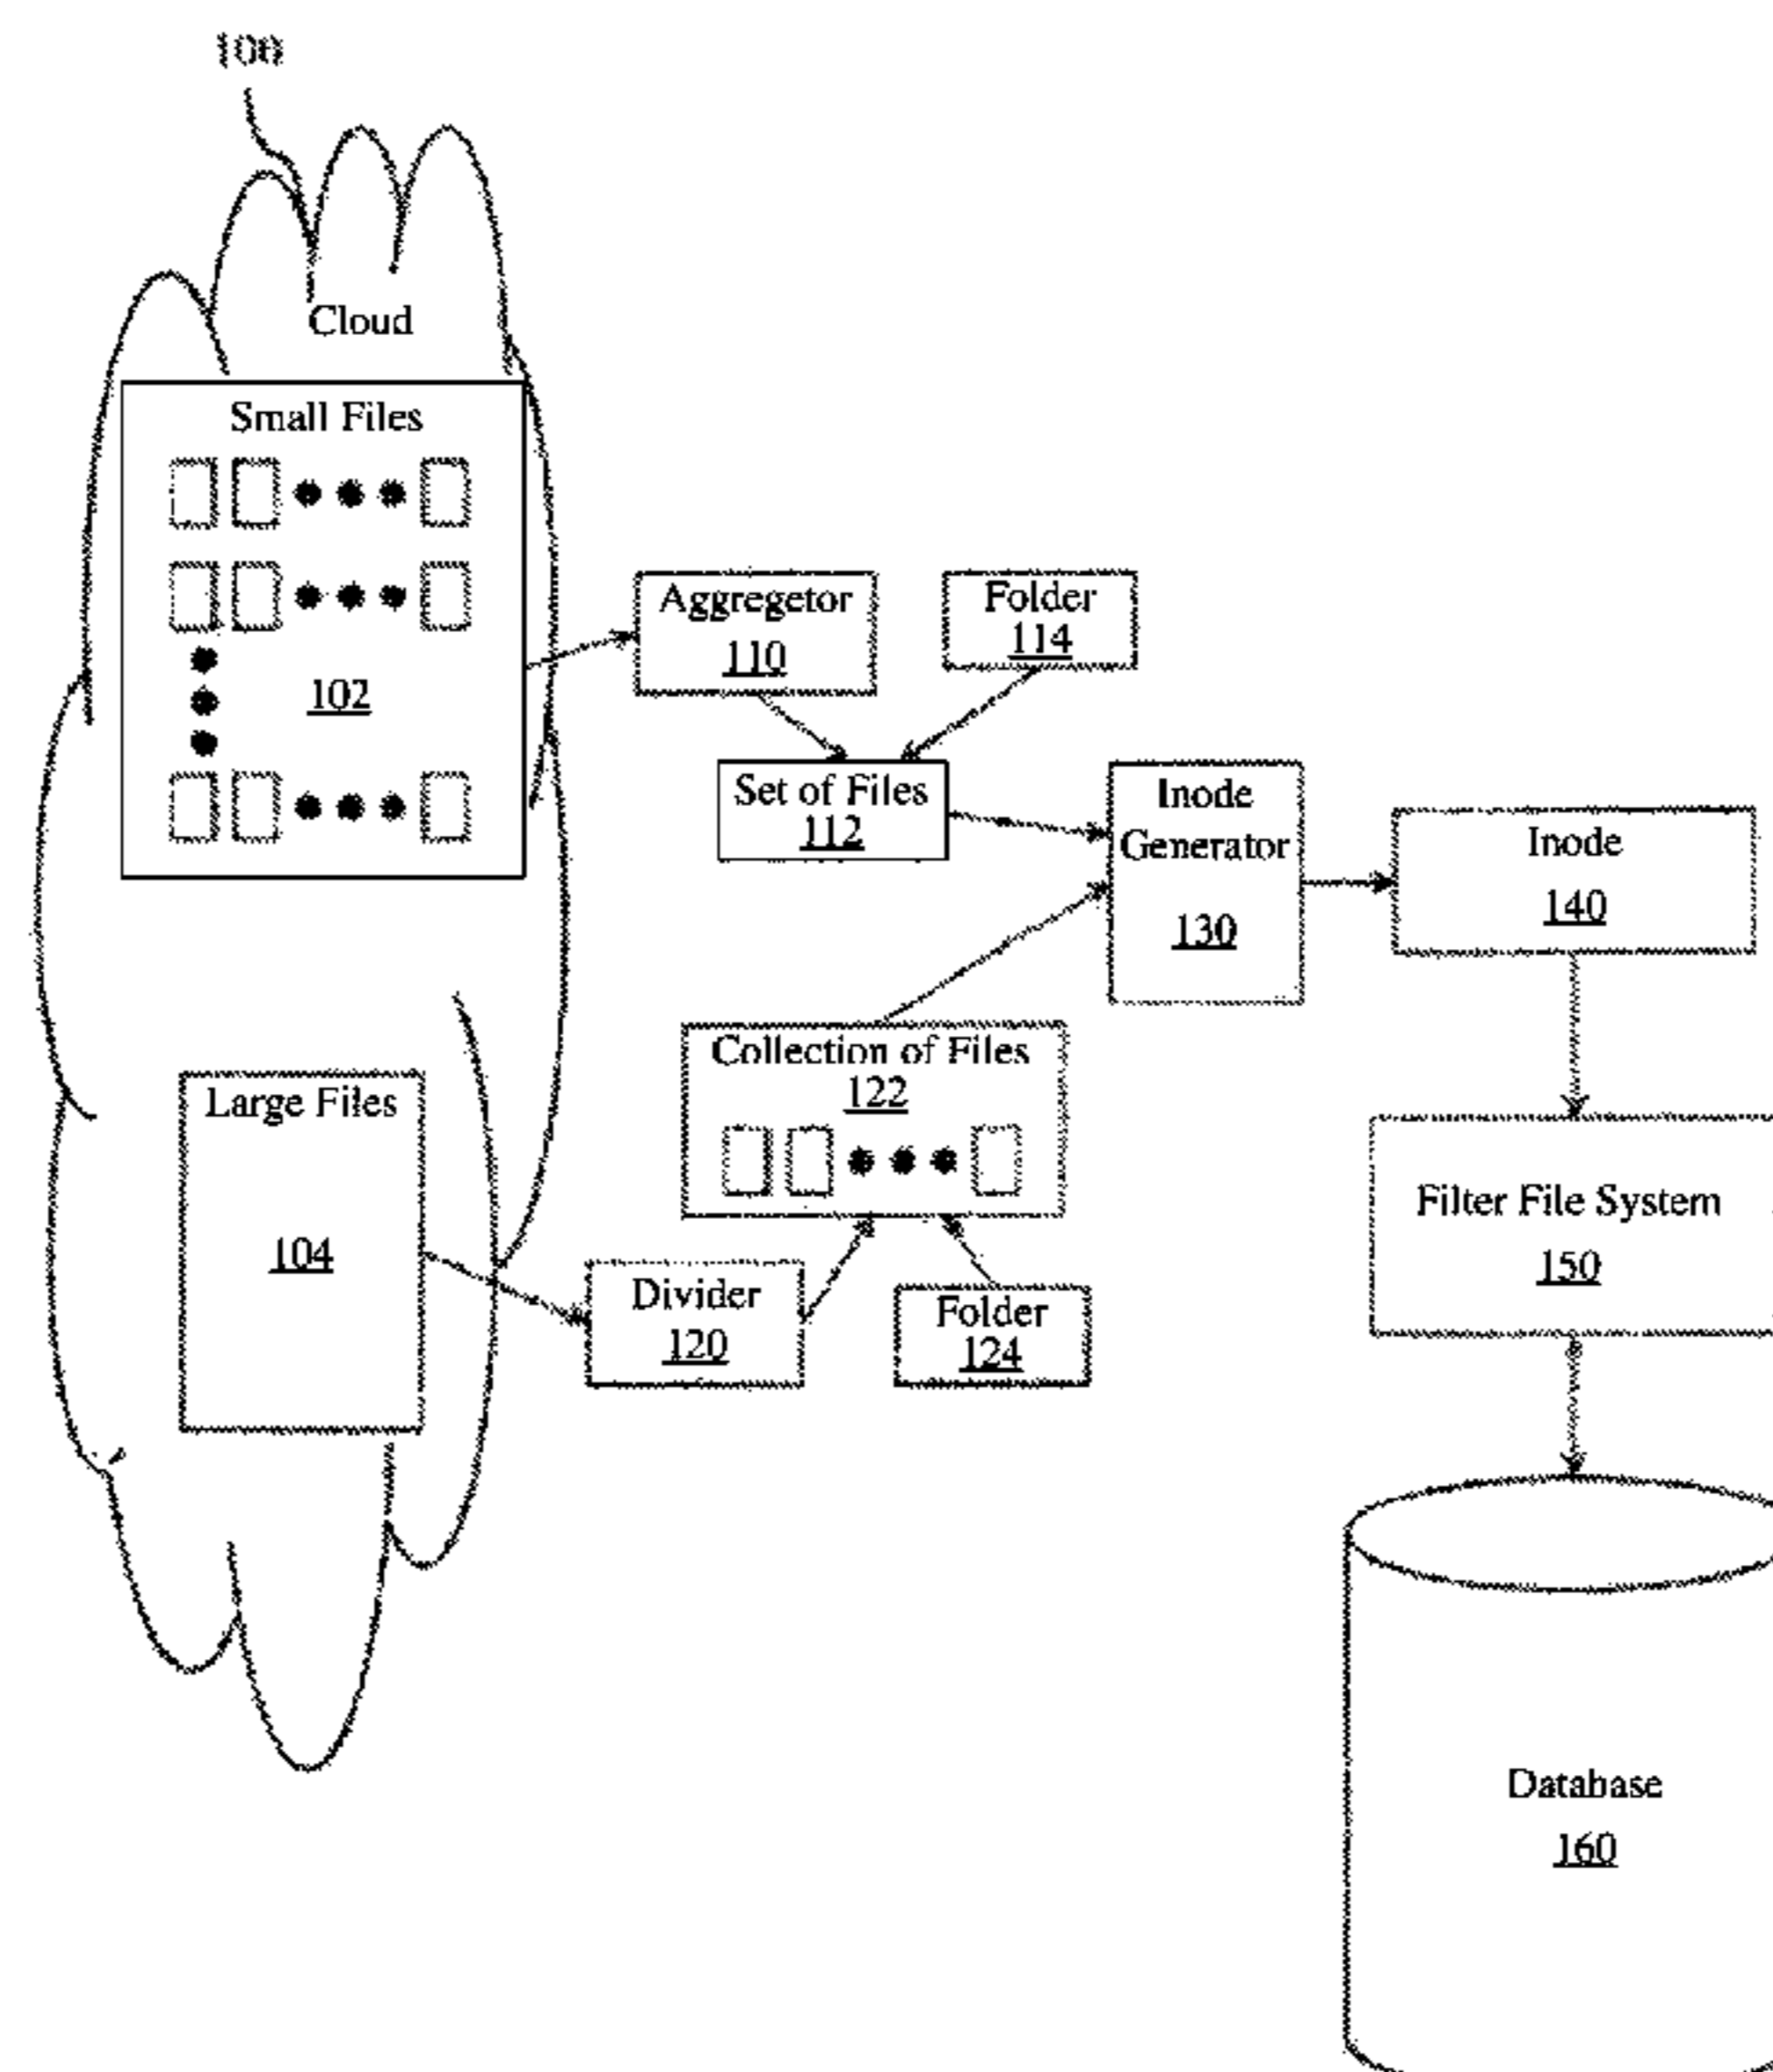 100
Cloud
Small Files
102
Aggregetor
110
Folder
114
Set of Files
112
Inode
Generator
130
Inode
140
Collection of Files
122
Large Files
104
Divider
120
Folder
124
Filter File System
150
Database
160